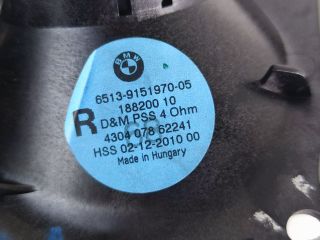 BMW
6513-9151970-05
188200 10
R
D&M PSS 4 Ohm
4304 078 62241
HSS 02-12-2010 00
Made in Hungary